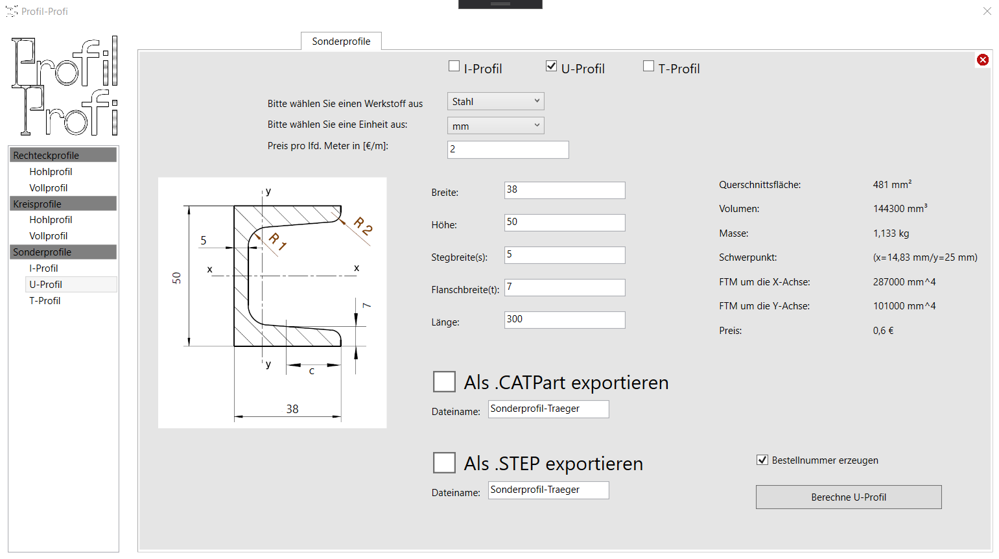 Profil-Profi
Profil
Profi
Rechteckprofile
Hohlprofil
Vollprofil
Kreisprofile
Hohlprofil
Vollprofil
Sonderprofile
I-Profil
U-Profil
T-Profil
Sonderprofile
I-Profil
U-Profil
T-Profil
Bitte wählen Sie einen Werkstoff aus
Stahl
Bitte wählen Sie eine Einheit aus:
mm
Preis pro lfd. Meter in [€/m]:
2
y
R 2
R 1
5
x
x
50
7
y
c
38
Breite:
38
Höhe:
50
Stegbreite(s):
5
Flanschbreite(t):
7
Länge:
300
Querschnittsfläche:
481 mm²
Volumen:
144300 mm³
Masse:
1,133 kg
Schwerpunkt:
(x=14,83 mm/y=25 mm)
FTM um die X-Achse:
287000 mm^4
FTM um die Y-Achse:
101000 mm^4
Preis:
0,6 €
Als .CATPart exportieren
Dateiname:
Sonderprofil-Traeger
Als .STEP exportieren
Dateiname:
Sonderprofil-Traeger
Bestellnummer erzeugen
Berechne U-Profil